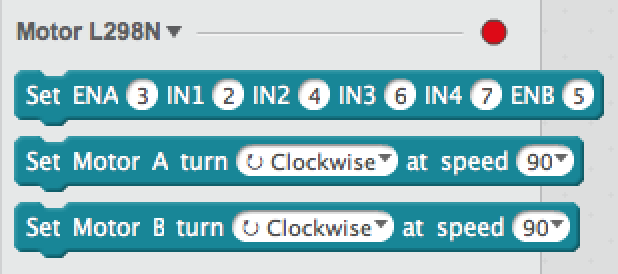 Motor L298N
Set ENA 3 IN1 2 IN2 4 IN3 6 IN4 7 ENB 5
Set Motor A turn Clockwise at speed 90
Set Motor B turn Clockwise at speed 90